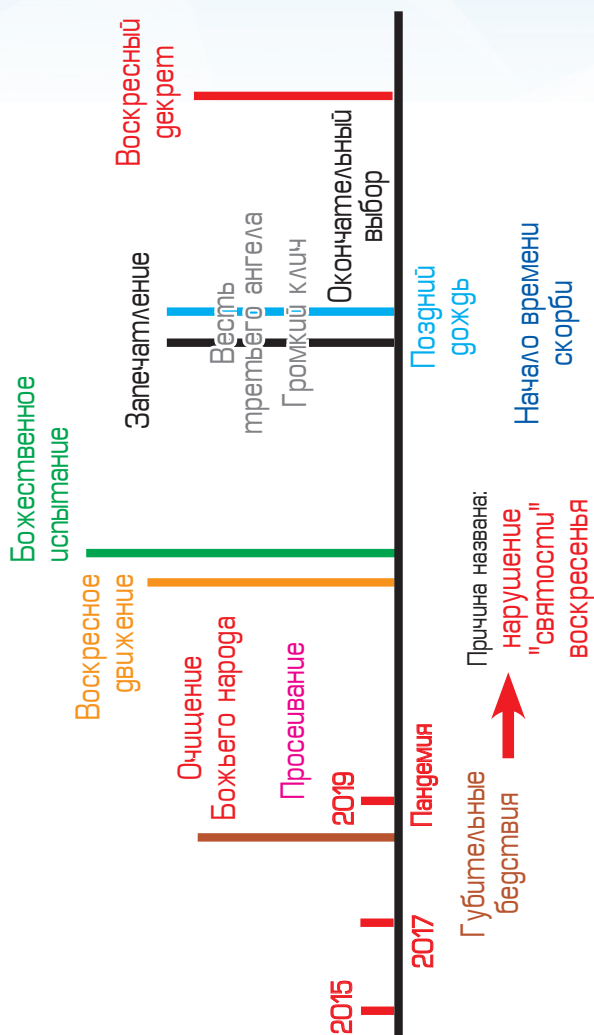 2015
2017
Губительные
бедствия
2019
Пандемия
Очищение
Божьего народа
Просеивание
Причина названа:
нарушение
"святости"
воскресенья
Воскресное
движение
Божественное
испытание
Запечатление
Весть
третьего ангела
Громкий клич
Поздний
дождь
Начало времени
скорби
Окончательный
выбор
Воскресный
декрет